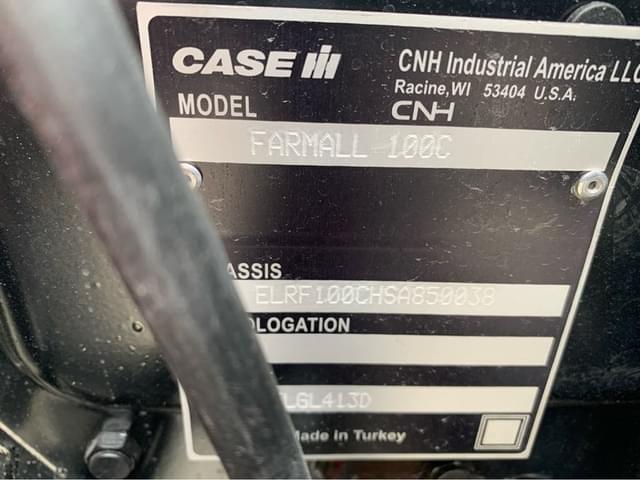 CASE IH
CNH Industrial America LLC
Racine, WI 53404 U.S.A.
MODEL
CNH
FARMALL 100C
ASSIS
ELRF100CHSA850038
OLOGATION
LGL413D
Made in Turkey